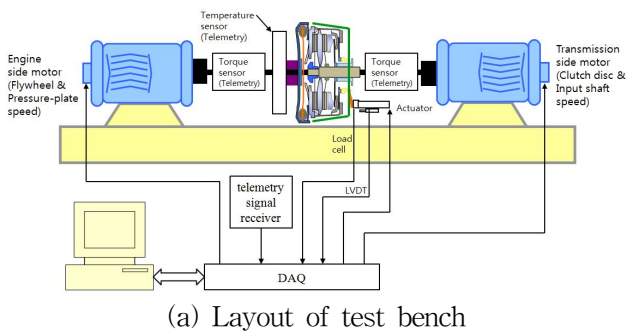 Temperature
sensor
(Telemetry)
Engine
side motor
(Flywheel &
Pressure-plate
speed)
Torque
sensor
(Telemetry)
Torque
sensor
(Telemetry)
Transmission
side motor
(Clutch disc &
Input shaft
speed)
Actuator
Load
cell
LVDT
telemetry
signal
receiver
DAQ
(a) Layout of test bench